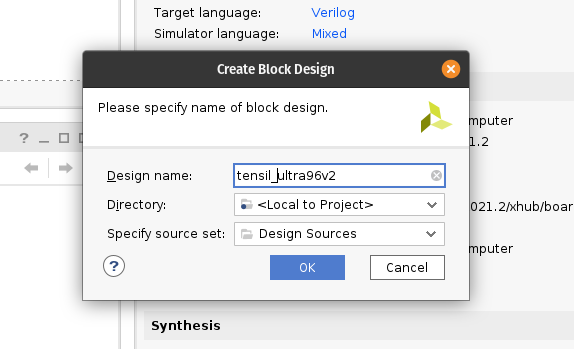 Target language: Verilog
Simulator language: Mixed
Create Block Design
Please specify name of block design.
mputer
1.2
Design name: tensil_ultra96v2
Directory: <Local to Project>
021.2/xhub/boar
Specify source set: Design Sources
mputer
? OK Cancel
Synthesis